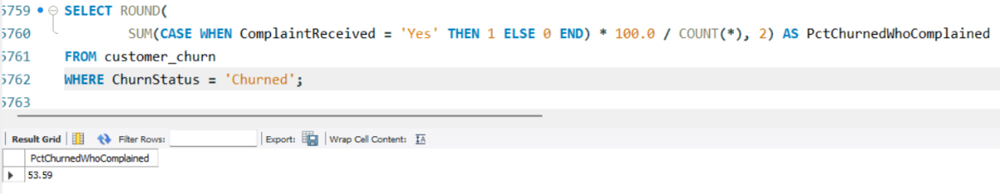 5759 SELECT ROUND(
5760 SUM(CASE WHEN ComplaintReceived = 'Yes' THEN 1 ELSE 0 END) * 100.0 / COUNT(*), 2) AS PctChurnedWhoComplained
5761 FROM customer_churn
5762 WHERE ChurnStatus = 'Churned';
5763
Result Grid Filter Rows: Export: Wrap Cell Content:
PctChurnedWhoComplained
53.59